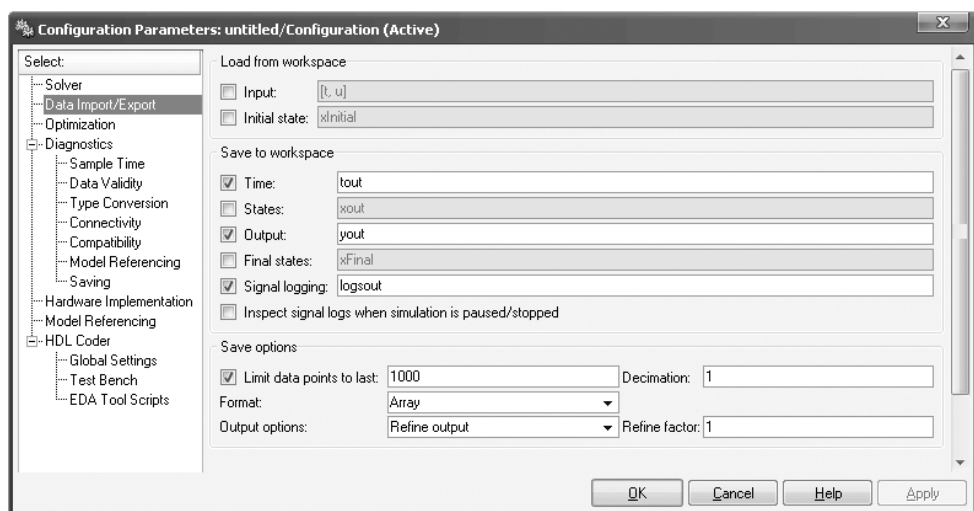 Configuration Parameters: untitled/Configuration (Active)
Select:
Solver
Data Import/Export
Optimization
Diagnostics
Sample Time
Data Validity
Type Conversion
Connectivity
Compatibility
Model Referencing
Saving
Hardware Implementation
Model Referencing
HDL Coder
Global Settings
Test Bench
EDA Tool Scripts
Load from workspace
Input: [t, u]
Initial state: xInitial
Save to workspace
Time: tout
States: xout
Output: yout
Final states: xFinal
Signal logging: logsout
Inspect signal logs when simulation is paused/stopped
Save options
Limit data points to last: 1000 Decimation: 1
Format: Array
Output options: Refine output Refine factor: 1
OK Cancel Help Apply